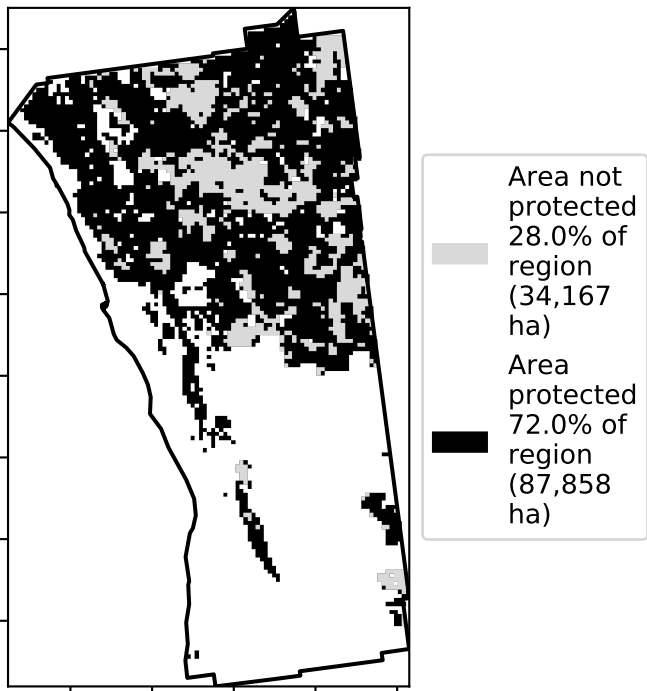 Area not
protected
28.0% of
region
(34,167
ha)
Area
protected
72.0% of
region
(87,858
ha)